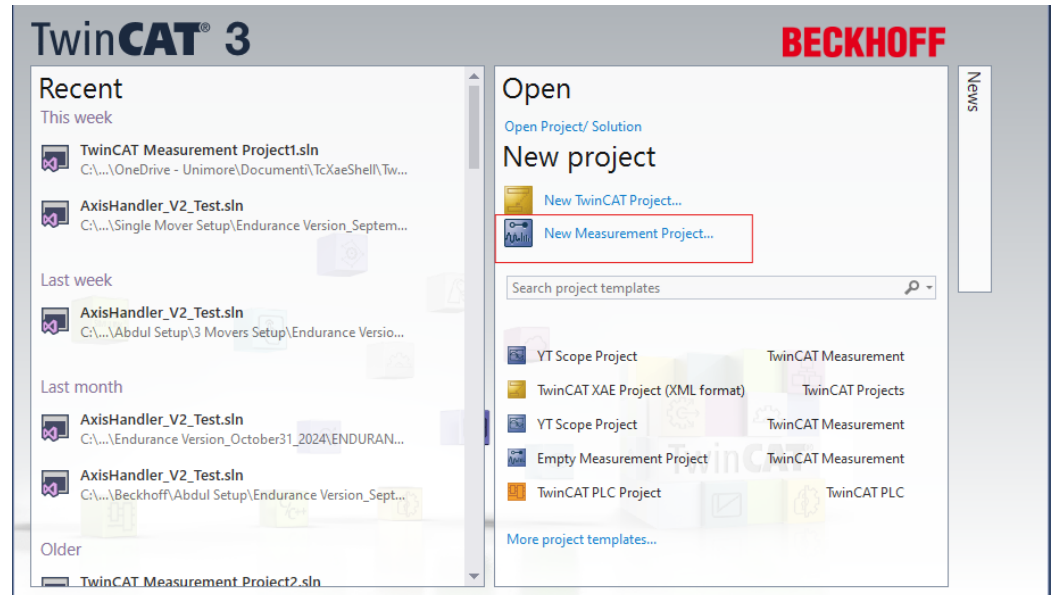 TwinCAT® 3
BECKHOFF
Recent
This week
TwinCAT Measurement Project1.sln
C:\...\OneDrive - Unimore\Documenti\TcXaeShell\Tw...
AxisHandler_V2_Test.sln
C:\...\Single Mover Setup\Endurance Version_Septem...
Last week
AxisHandler_V2_Test.sln
C:\...\Abdul Setup\3 Movers Setup\Endurance Versio...
Last month
AxisHandler_V2_Test.sln
C:\...\Endurance Version_October31_2024\ENDURAN...
AxisHandler_V2_Test.sln
C:\...\Beckhoff\Abdul Setup\Endurance Version_Sept...
Older
TwinCAT Measurement Project2.sln
Open
Open Project/ Solution
New project
New TwinCAT Project...
New Measurement Project...
Search project templates
YT Scope Project TwinCAT Measurement
TwinCAT XAE Project (XML format) TwinCAT Projects
YT Scope Project TwinCAT Measurement
Empty Measurement Project TwinCAT Measurement
TwinCAT PLC Project TwinCAT PLC
More project templates...
TwinCAT
News